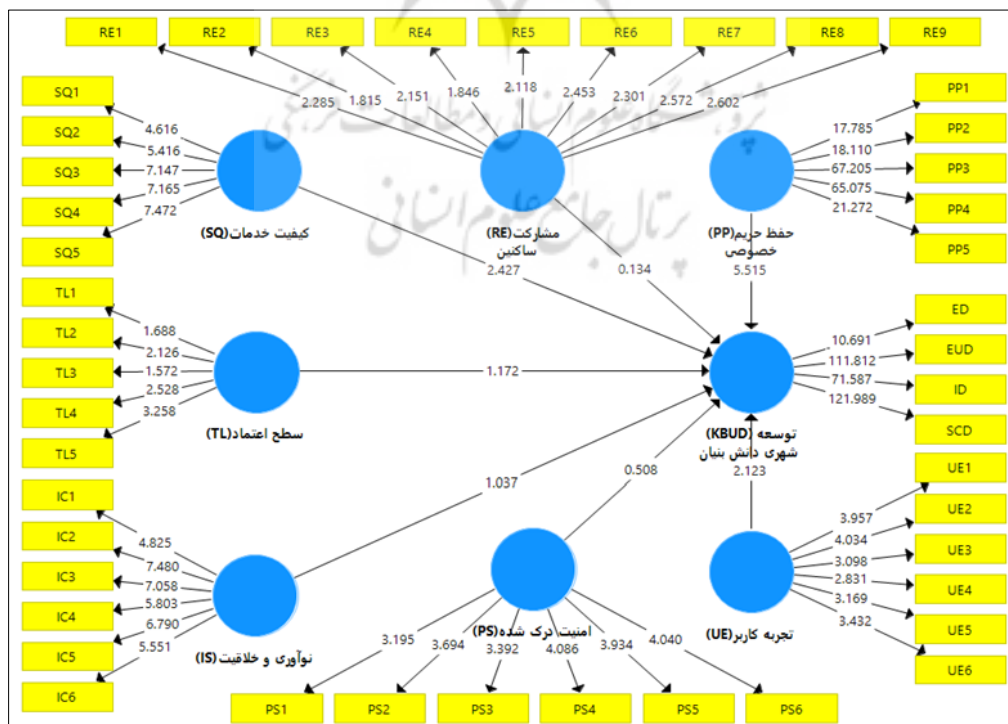 RE1 RE2 RE3 RE4 RE5 RE6 RE7 RE8 RE9
2.285 1.815 2.151 1.846 2.118 2.453 2.301 2.572 2.602
پژوهشگاه علوم انسانی و مطالعات فرهنگی
پرتال جامع علوم انسانی
SQ1
SQ2
SQ3
SQ4
SQ5
4.616
5.416
7.147
7.165
7.472
کیفیت خدمات(SQ)
2.427
مشارکت(RE)
ساکنین
0.134
حفظ حریم(PP)
خصوصی
5.515
17.785
18.110
67.205
65.075
21.272
PP1
PP2
PP3
PP4
PP5
TL1
TL2
TL3
TL4
TL5
1.688
2.126
1.572
2.528
3.258
سطح اعتماد(TL)
1.172
توسعه (KBUD)
شهری دانش بنیان
10.691
111.812
71.587
121.989
ED
EUD
ID
SCD
IC1
IC2
IC3
IC4
IC5
IC6
4.825
7.480
7.058
5.803
6.790
5.551
نوآوری و خلاقیت(IS)
1.037
0.508
2.123
امنیت درک شده(PS)
3.195 3.694 3.392 4.086 3.934 4.040
PS1 PS2 PS3 PS4 PS5 PS6
تجربه کاربر(UE)
3.957
4.034
3.098
2.831
3.169
3.432
UE1
UE2
UE3
UE4
UE5
UE6